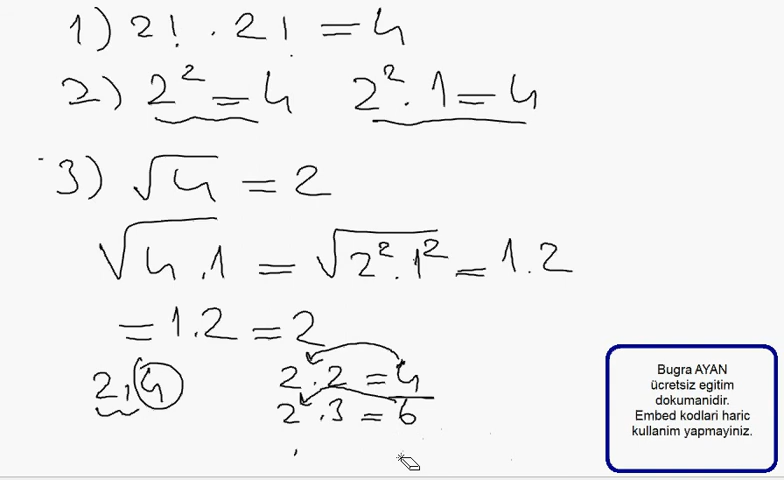 1) 2! . 2! = 4
2) 2² = 4 2² . 1 = 4
3) √4 = 2
√4 . 1 = √2² . 1² = 1 . 2
= 1 . 2 = 2
2,4 2 . 2 = 4
2 . 3 = 6
Bugra AYAN
ücretsiz egitim
dokumanidir.
Embed kodlari haric
kullanim yapmayiniz.